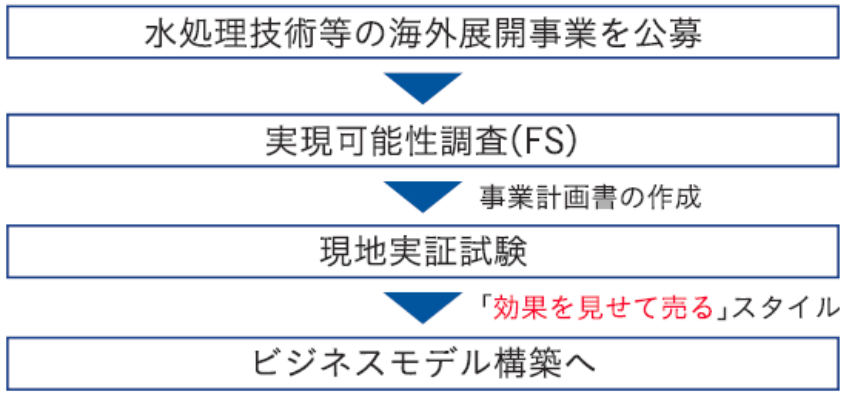 水処理技術等の海外展開事業を公募
実現可能性調査(FS)
事業計画書の作成
現地実証試験
「効果を見せて売る」スタイル
ビジネスモデル構築へ